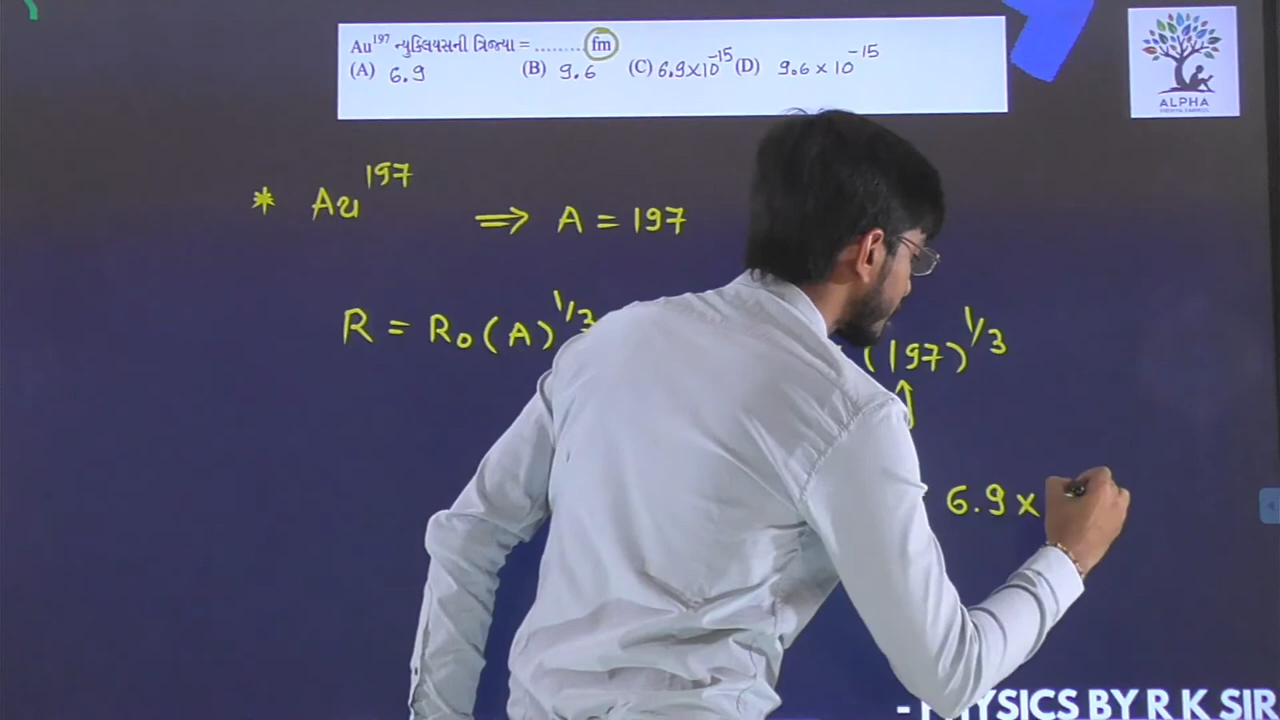 Au¹⁹⁷ ન્યુક્લિયસની ત્રિજ્યા = ......... fm
(A) 6.9 (B) 9.6 (C) 6.9×10⁻¹⁵ (D) 9.6 × 10⁻¹⁵
ALPHA
* Au¹⁹⁷ ⇒ A = 197
R = R₀(A)^1/3 (197)^1/3
↑
6.9 ×
- PHYSICS BY R K SIR